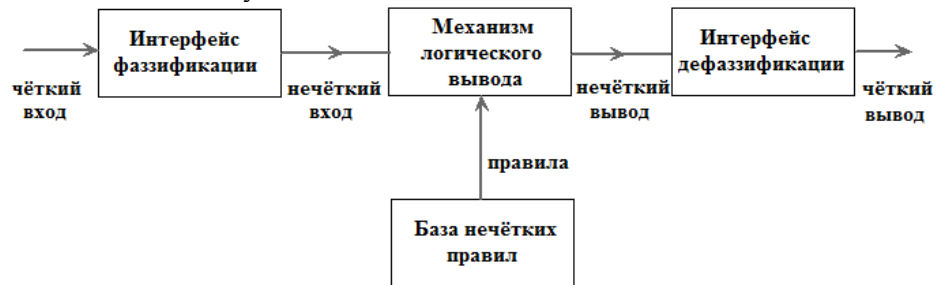 Интерфейс
фаззификации
Механизм
логического
вывода
Интерфейс
дефаззификации
чёткий
вход
нечёткий
вход
нечёткий
вывод
чёткий
вывод
правила
База нечётких
правил